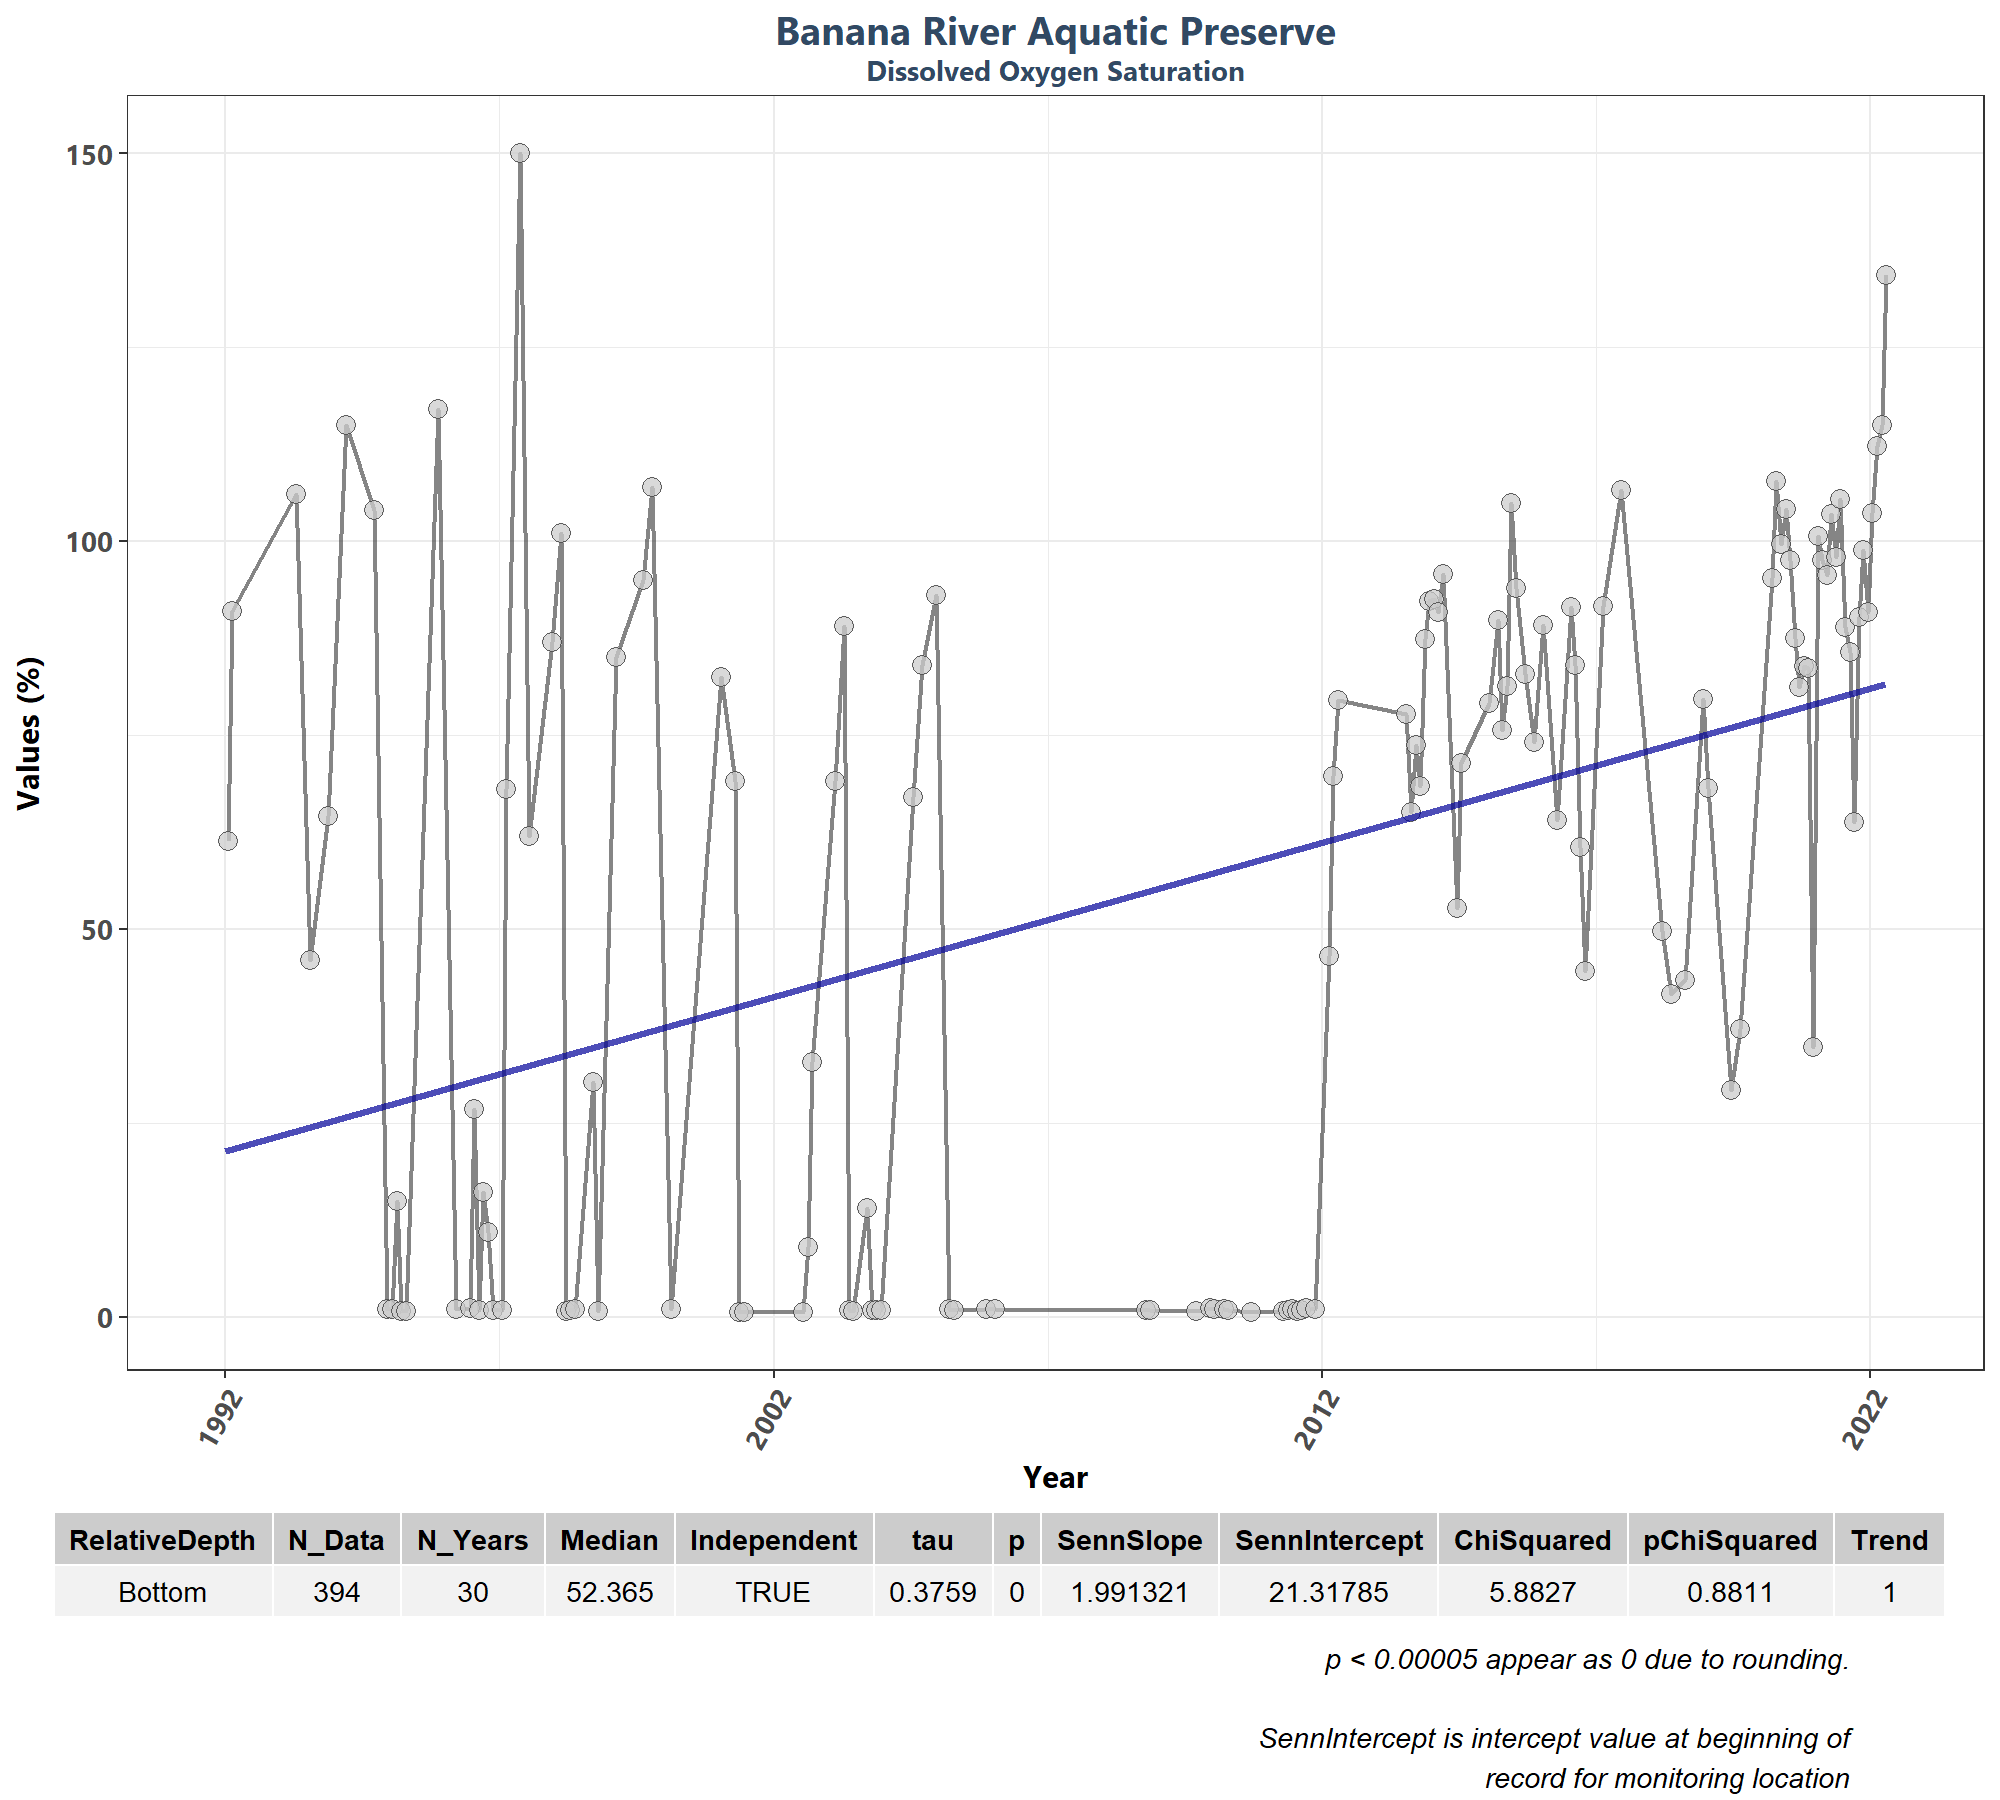 Banana River Aquatic Preserve
Dissolved Oxygen Saturation
150
100
50
0
Values (%)
1992
2002
2012
2022
Year
RelativeDepth N_Data N_Years Median Independent tau p SennSlope SennIntercept ChiSquared pChiSquared Trend
Bottom 394 30 52.365 TRUE 0.3759 0 1.991321 21.31785 5.8827 0.8811 1
p < 0.00005 appear as 0 due to rounding.
SennIntercept is intercept value at beginning of
record for monitoring location